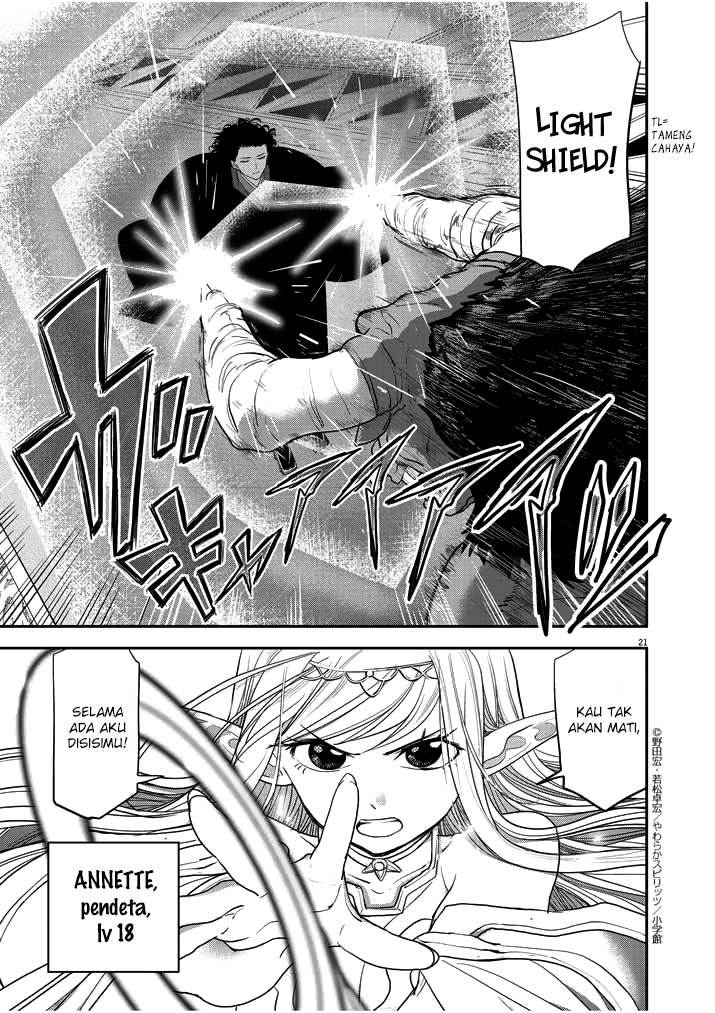 LIGHT
SHIELD!
TL=
TAMENG
CAHAYA!
ガギャアアアアッ
21
KAU TAK
AKAN MATI,
SELAMA
ADA AKU
DISISIMU!
ANNETTE,
pendeta,
lv 18
©野田宏・若松卓宏/やわらかスピリッツ/小学館